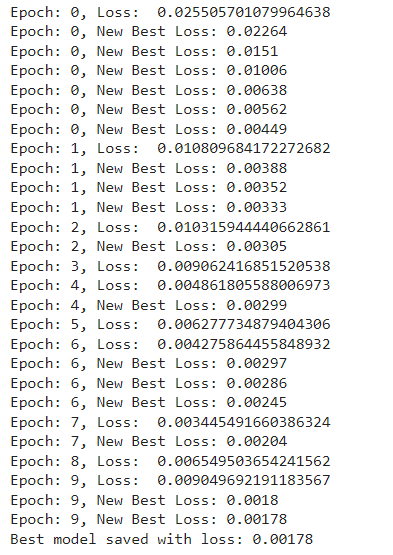 Epoch: 0, Loss:  0.025505701079964638
Epoch: 0, New Best Loss: 0.02264
Epoch: 0, New Best Loss: 0.0151
Epoch: 0, New Best Loss: 0.01006
Epoch: 0, New Best Loss: 0.00638
Epoch: 0, New Best Loss: 0.00562
Epoch: 0, New Best Loss: 0.00449
Epoch: 1, Loss:  0.010809684172272682
Epoch: 1, New Best Loss: 0.00388
Epoch: 1, New Best Loss: 0.00352
Epoch: 1, New Best Loss: 0.00333
Epoch: 2, Loss:  0.010315944440662861
Epoch: 2, New Best Loss: 0.00305
Epoch: 3, Loss:  0.009062416851520538
Epoch: 4, Loss:  0.004861805588006973
Epoch: 4, New Best Loss: 0.00299
Epoch: 5, Loss:  0.006277734879404306
Epoch: 6, Loss:  0.004275864455848932
Epoch: 6, New Best Loss: 0.00297
Epoch: 6, New Best Loss: 0.00286
Epoch: 6, New Best Loss: 0.00245
Epoch: 7, Loss:  0.003445491660386324
Epoch: 7, New Best Loss: 0.00204
Epoch: 8, Loss:  0.006549503654241562
Epoch: 9, Loss:  0.009049692191183567
Epoch: 9, New Best Loss: 0.0018
Epoch: 9, New Best Loss: 0.00178
Best model saved with loss: 0.00178